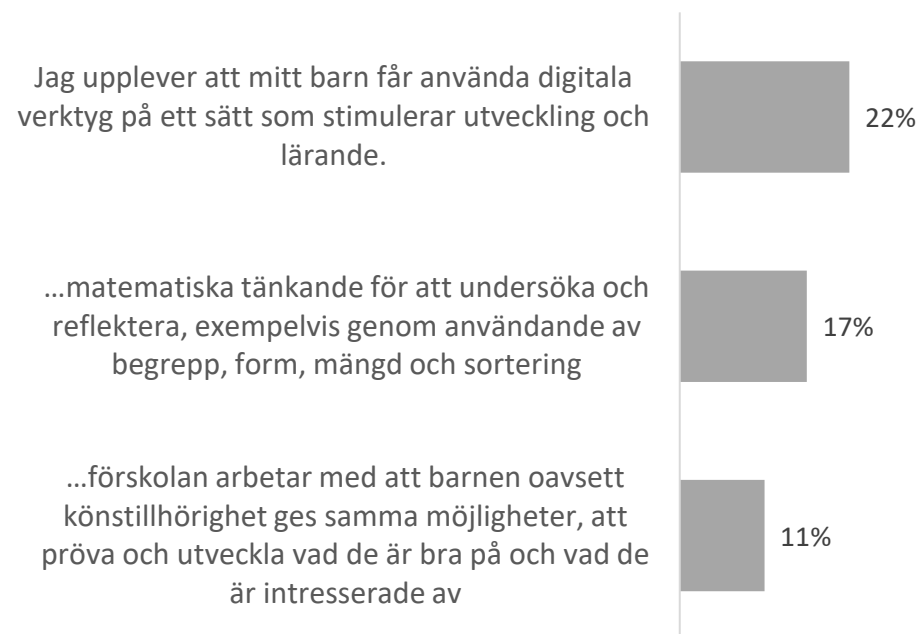 Jag upplever att mitt barn får använda digitala
verktyg på ett sätt som stimulerar utveckling och
lärande.
22%
...matematiska tänkande för att undersöka och
reflektera, exempelvis genom användande av
begrepp, form, mängd och sortering
17%
...förskolan arbetar med att barnen oavsett
könstillhörighet ges samma möjligheter, att
pröva och utveckla vad de är bra på och vad de
är intresserade av
11%